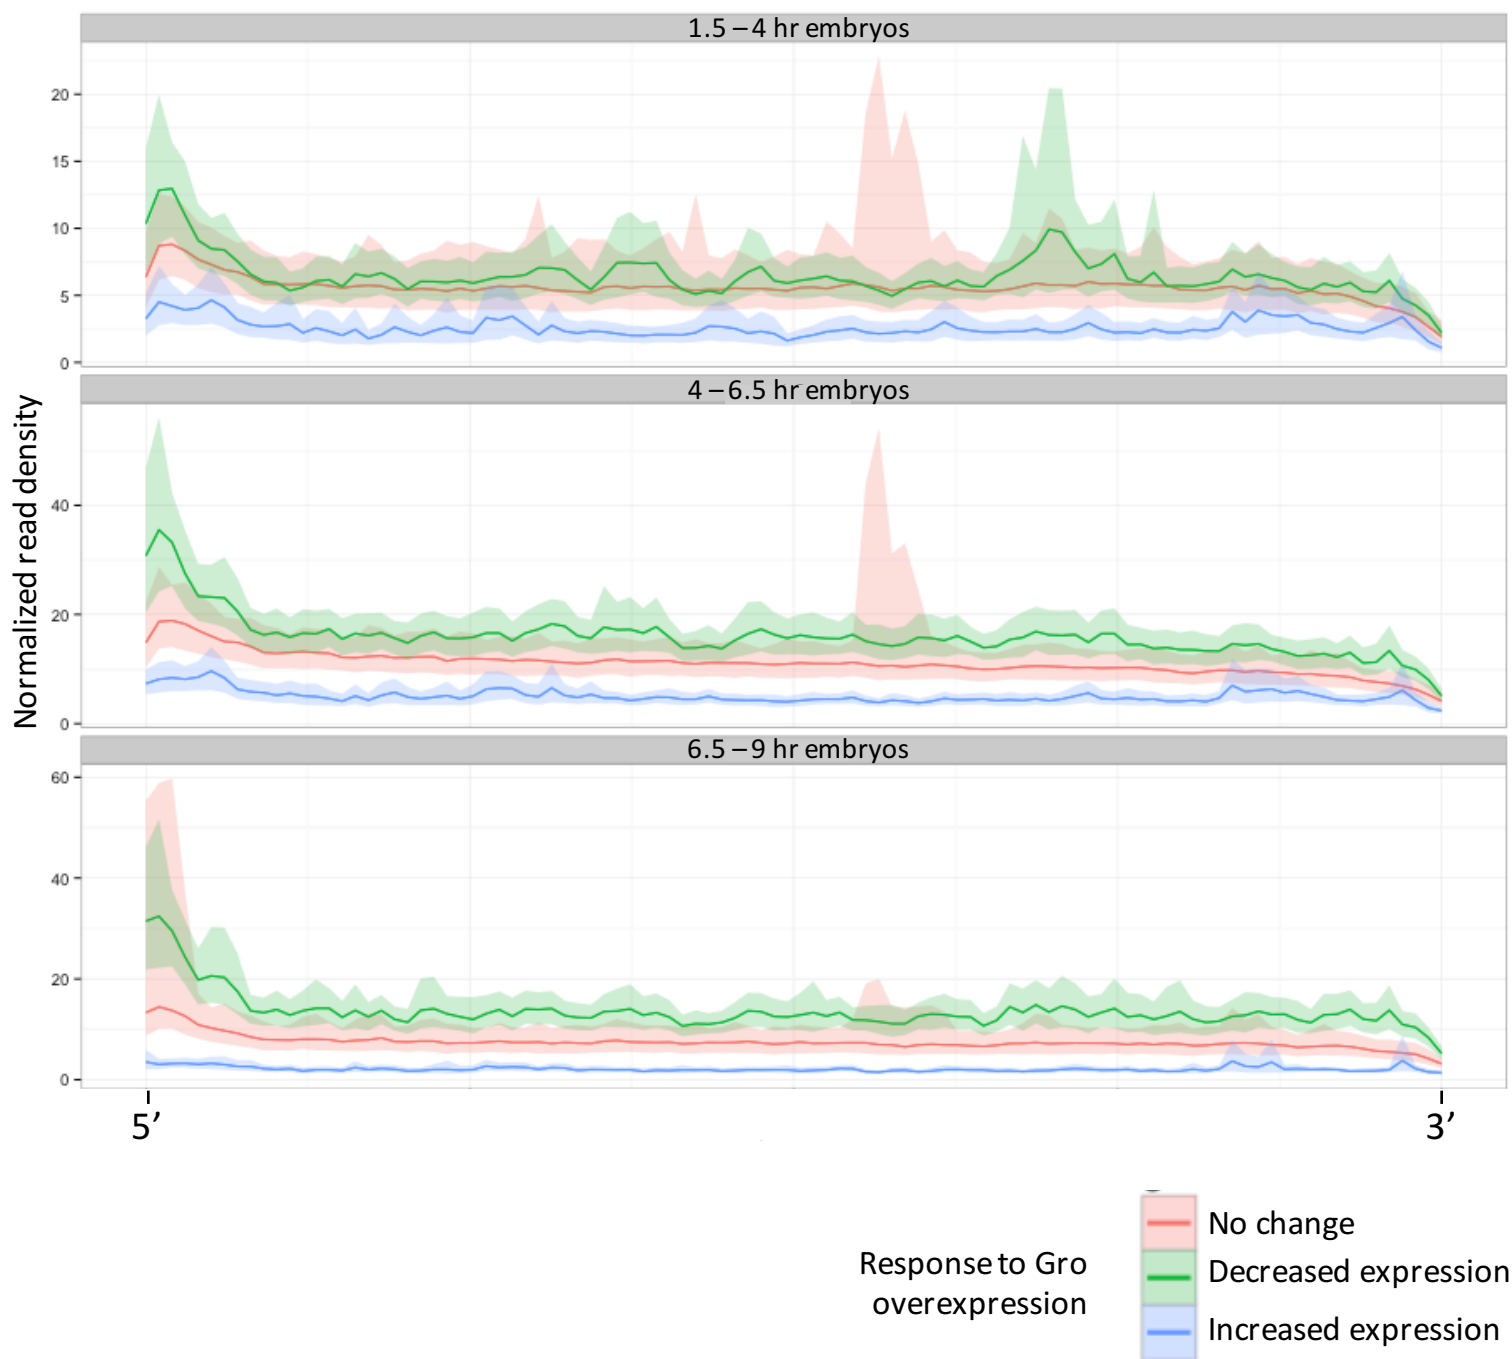 1.5 – 4 hr embryos
20
15
10
5
0
4 – 6.5 hr embryos
40
20
0
6.5 – 9 hr embryos
60
40
20
0
Normalized read density
5’
3’
Response to Gro
overexpression
No change
Decreased expression
Increased expression